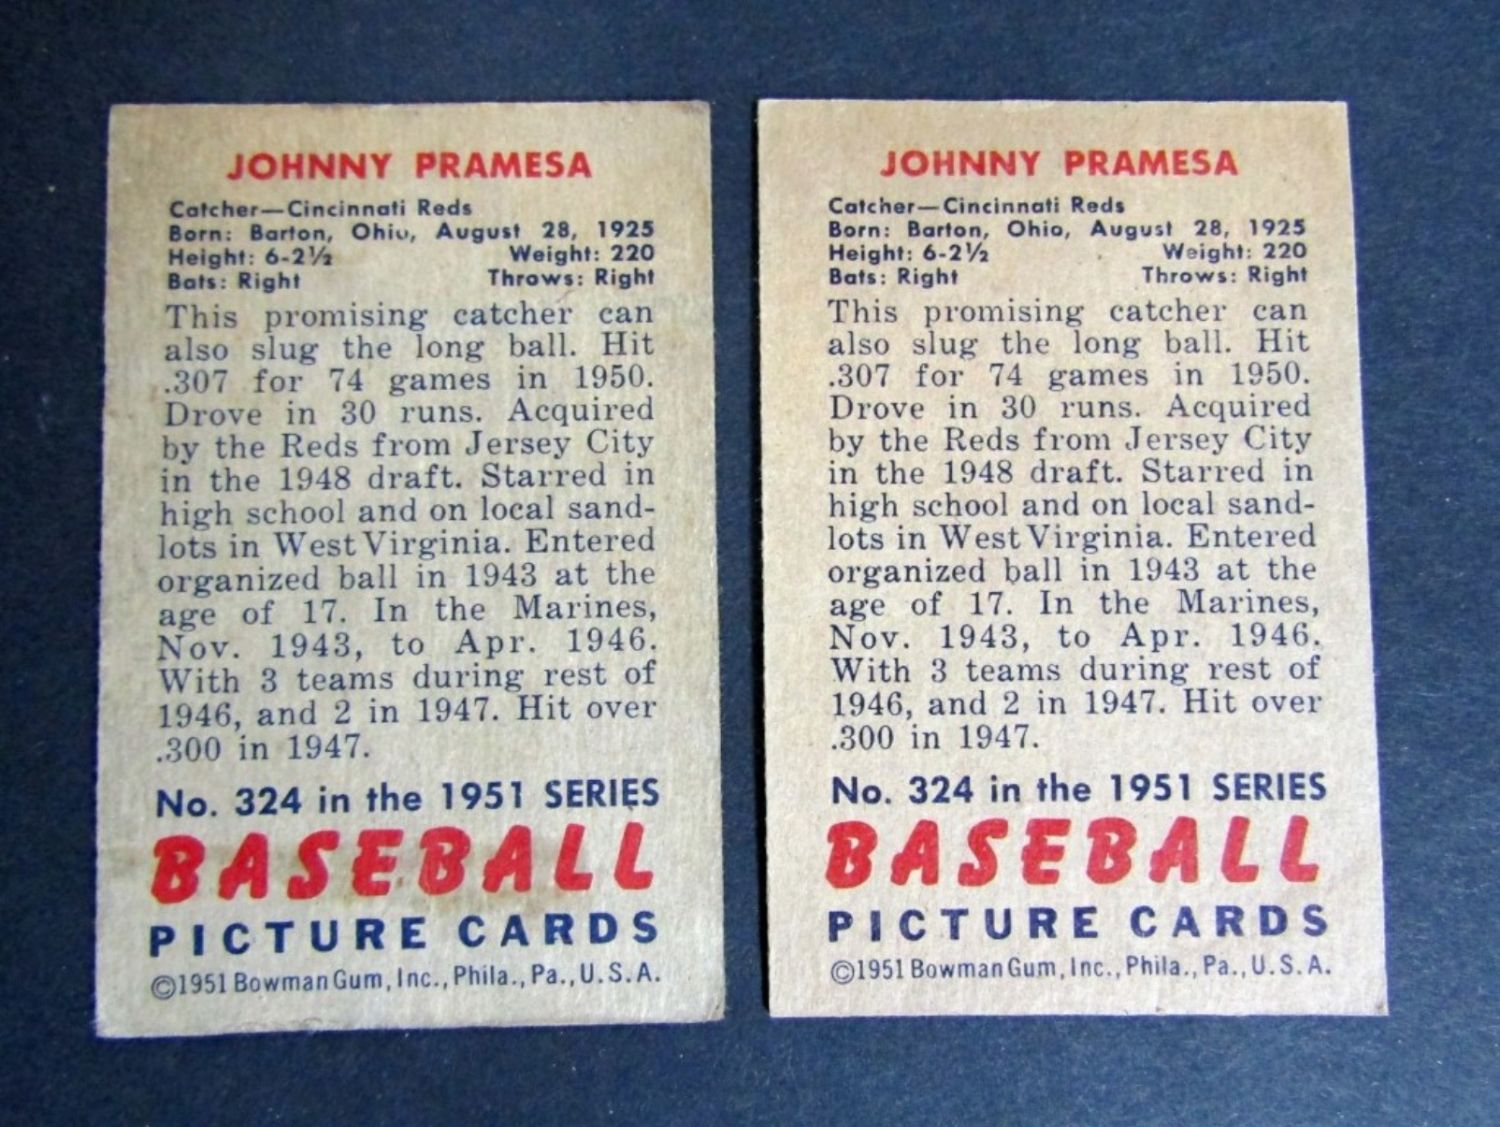 JOHNNY PRAMESA
Catcher—Cincinnati Reds
Born: Barton, Ohio, August 28, 1925
Height: 6-2½ Weight: 220
Bats: Right Throws: Right
This promising catcher can
also slug the long ball. Hit
.307 for 74 games in 1950.
Drove in 30 runs. Acquired
by the Reds from Jersey City
in the 1948 draft. Starred in
high school and on local sand-
lots in West Virginia. Entered
organized ball in 1943 at the
age of 17. In the Marines,
Nov. 1943, to Apr. 1946.
With 3 teams during rest of
1946, and 2 in 1947. Hit over
.300 in 1947.
No. 324 in the 1951 SERIES
BASEBALL
PICTURE CARDS
©1951 Bowman Gum, Inc., Phila., Pa., U.S.A.
JOHNNY PRAMESA
Catcher—Cincinnati Reds
Born: Barton, Ohio, August 28, 1925
Height: 6-2½ Weight: 220
Bats: Right Throws: Right
This promising catcher can
also slug the long ball. Hit
.307 for 74 games in 1950.
Drove in 30 runs. Acquired
by the Reds from Jersey City
in the 1948 draft. Starred in
high school and on local sand-
lots in West Virginia. Entered
organized ball in 1943 at the
age of 17. In the Marines,
Nov. 1943, to Apr. 1946.
With 3 teams during rest of
1946, and 2 in 1947. Hit over
.300 in 1947.
No. 324 in the 1951 SERIES
BASEBALL
PICTURE CARDS
©1951 Bowman Gum, Inc., Phila., Pa., U.S.A.